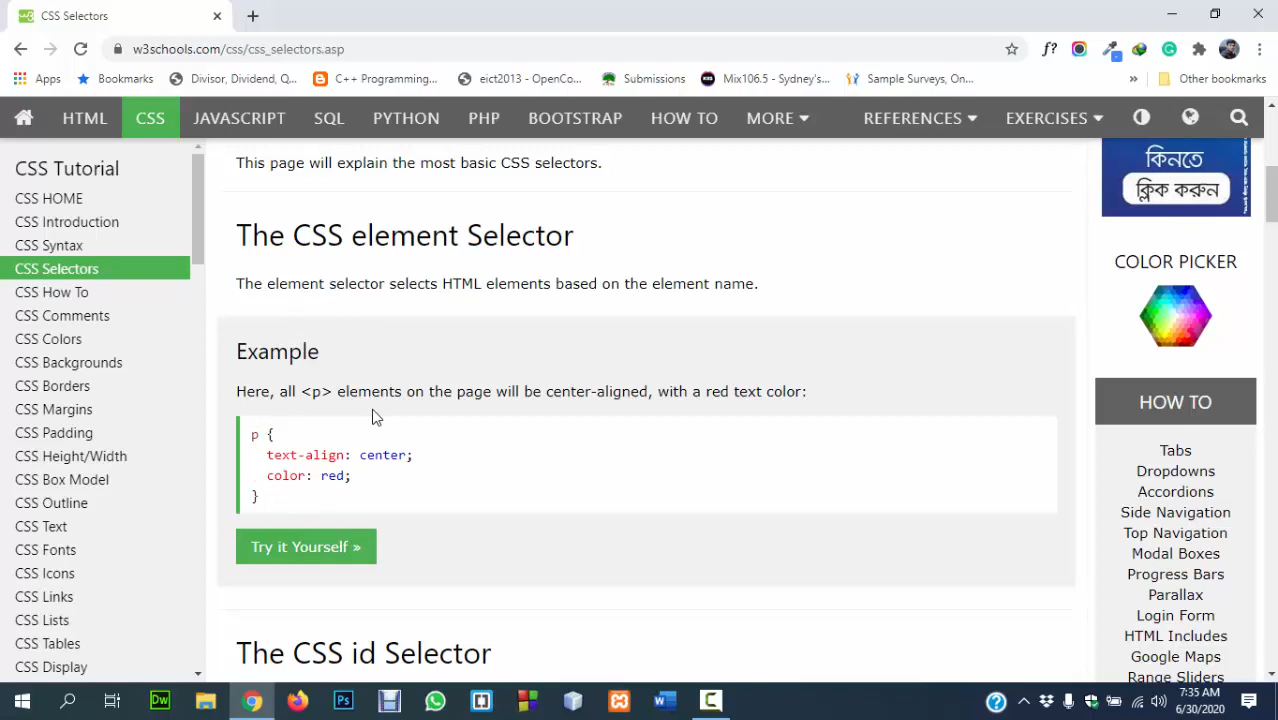 CSS Selectors
w3schools.com/css/css_selectors.asp
f?
Apps
Bookmarks
Divisor, Dividend, Q...
C++ Programming...
eict2013 - OpenCo...
Submissions
Mix106.5 - Sydney's...
Sample Surveys, On...
»
Other bookmarks
HTML
CSS
JAVASCRIPT
SQL
PYTHON
PHP
BOOTSTRAP
HOW TO
MORE
REFERENCES
EXERCISES
CSS Tutorial
CSS HOME
CSS Introduction
CSS Syntax
CSS Selectors
CSS How To
CSS Comments
CSS Colors
CSS Backgrounds
CSS Borders
CSS Margins
CSS Padding
CSS Height/Width
CSS Box Model
CSS Outline
CSS Text
CSS Fonts
CSS Icons
CSS Links
CSS Lists
CSS Tables
CSS Display
This page will explain the most basic CSS selectors.
The CSS element Selector
The element selector selects HTML elements based on the element name.
Example
Here, all <p> elements on the page will be center-aligned, with a red text color:
p {
text-align: center;
color: red;
}
Try it Yourself »
The CSS id Selector
কিনতে
ক্লিক করুন
COLOR PICKER
HOW TO
Tabs
Dropdowns
Accordions
Side Navigation
Top Navigation
Modal Boxes
Progress Bars
Parallax
Login Form
HTML Includes
Google Maps
Range Sliders
Dw
Ps
7:35 AM
6/30/2020